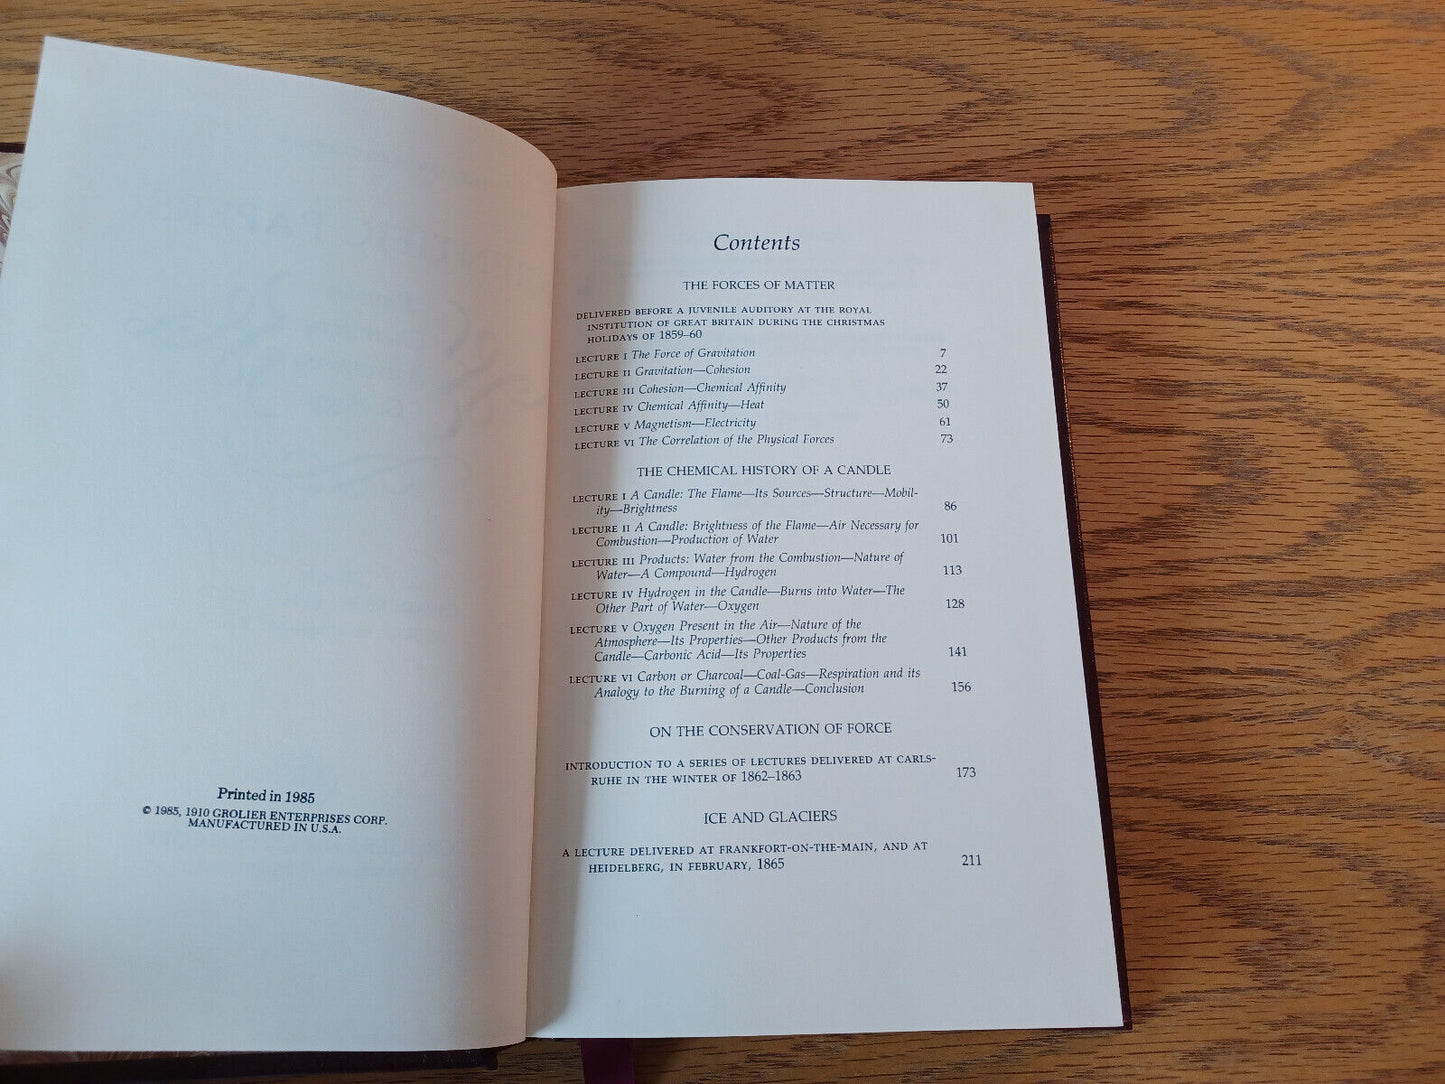 Printed in 1985
© 1985, 1910 GROLIER ENTERPRISES CORP.
MANUFACTURED IN U.S.A.
Contents
THE FORCES OF MATTER
DELIVERED BEFORE A JUVENILE AUDITORY AT THE ROYAL
INSTITUTION OF GREAT BRITAIN DURING THE CHRISTMAS
HOLIDAYS OF 1859–60
LECTURE I The Force of Gravitation 7
LECTURE II Gravitation—Cohesion 22
LECTURE III Cohesion—Chemical Affinity 37
LECTURE IV Chemical Affinity—Heat 50
LECTURE V Magnetism—Electricity 61
LECTURE VI The Correlation of the Physical Forces 73
THE CHEMICAL HISTORY OF A CANDLE
LECTURE I A Candle: The Flame—Its Sources—Structure—Mobil-
ity—Brightness 86
LECTURE II A Candle: Brightness of the Flame—Air Necessary for
Combustion—Production of Water 101
LECTURE III Products: Water from the Combustion—Nature of
Water—A Compound—Hydrogen 113
LECTURE IV Hydrogen in the Candle—Burns into Water—The
Other Part of Water—Oxygen 128
LECTURE V Oxygen Present in the Air—Nature of the
Atmosphere—Its Properties—Other Products from the
Candle—Carbonic Acid—Its Properties 141
LECTURE VI Carbon or Charcoal—Coal-Gas—Respiration and its
Analogy to the Burning of a Candle—Conclusion 156
ON THE CONSERVATION OF FORCE
INTRODUCTION TO A SERIES OF LECTURES DELIVERED AT CARLS-
RUHE IN THE WINTER OF 1862–1863 173
ICE AND GLACIERS
A LECTURE DELIVERED AT FRANKFORT-ON-THE-MAIN, AND AT
HEIDELBERG, IN FEBRUARY, 1865 211